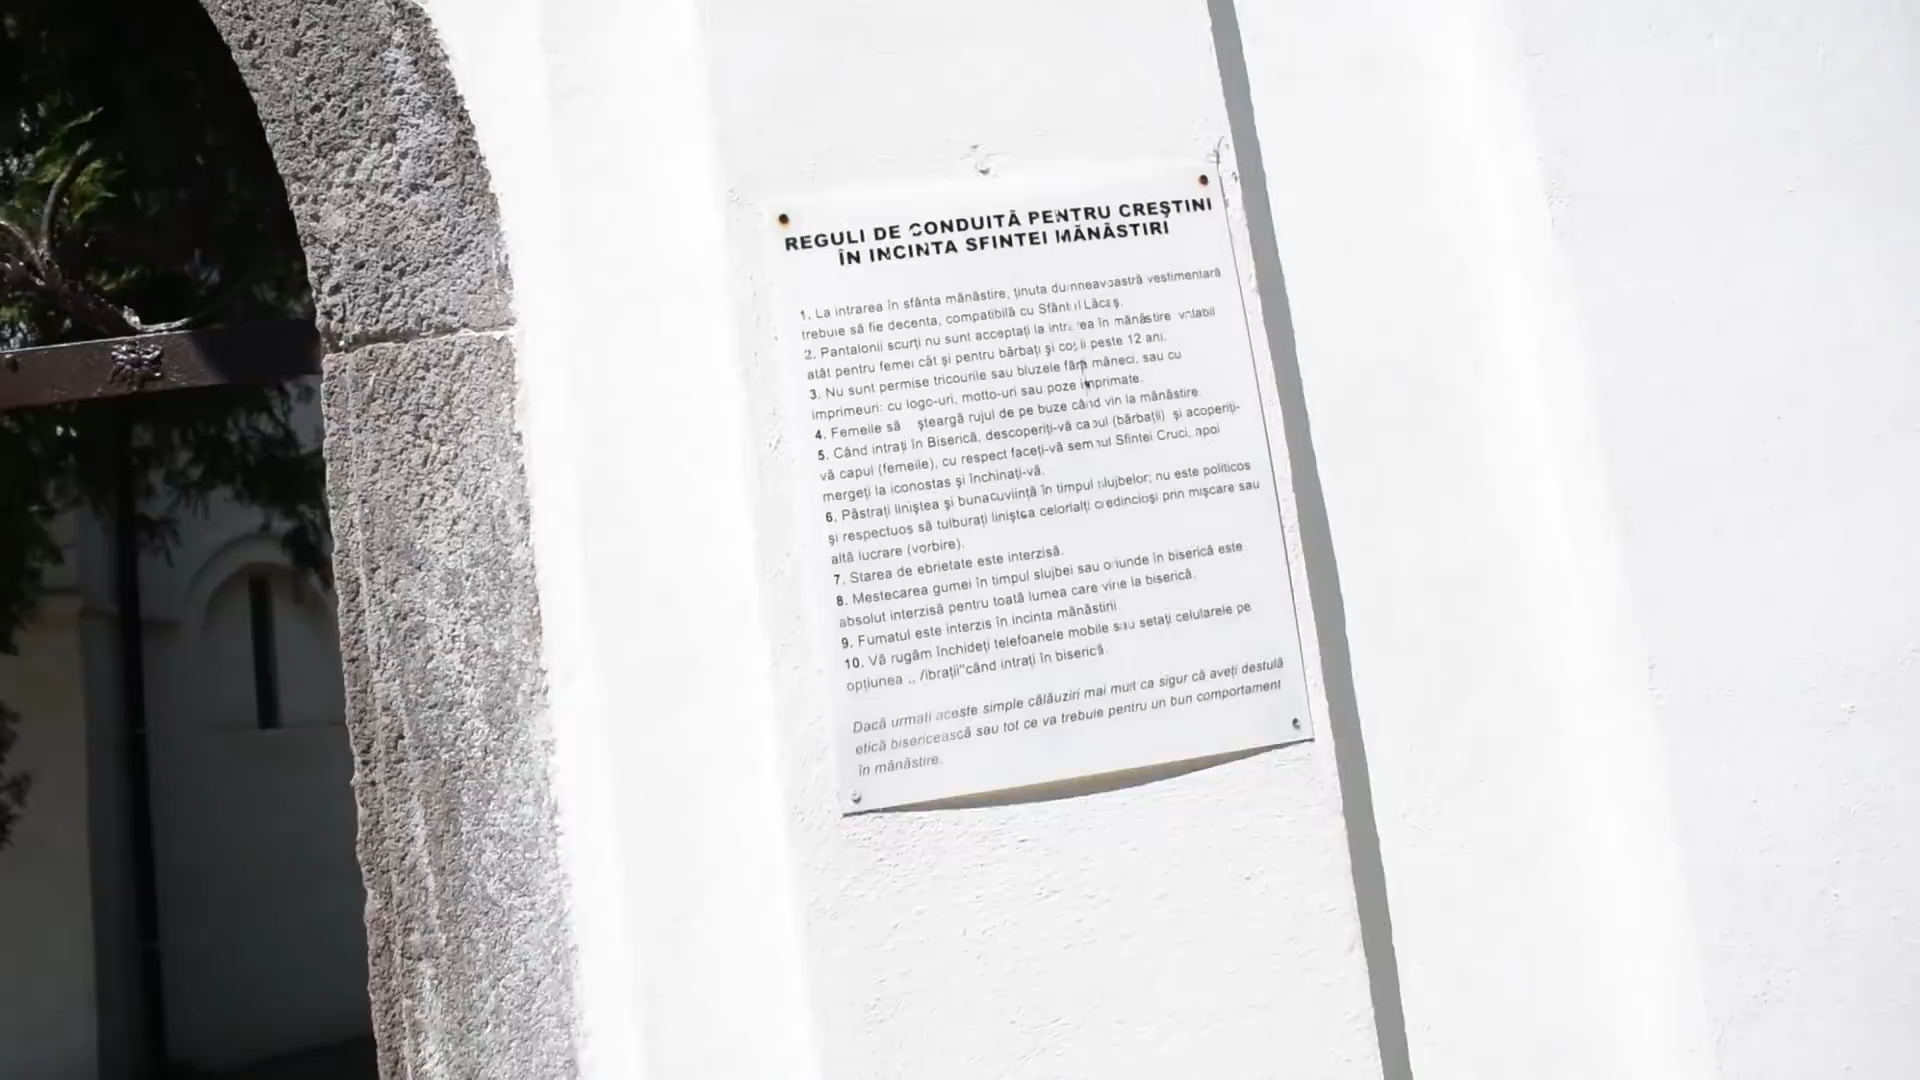 REGULI DE CONDUITĂ PENTRU CREŞTINI
ÎN INCINTA SFINTEI MĂNĂSTIRI
1. La intrarea în sfânta mănăstire, ţinuta dumneavoastră vestimentară
trebuie să fie decenta, compatibilă cu Sfântul Lăcaş.
2. Pantalonii scurţi nu sunt acceptaţi la intrarea în mănăstire valabil
atât pentru femei cât şi pentru bărbaţi şi copii peste 12 ani.
3. Nu sunt permise tricourile sau bluzele fără mâneci, sau cu
imprimeuri: cu logo-uri, motto-uri sau poze imprimate.
4. Femeile să şteargă rujul de pe buze când vin la mănăstire.
5. Când intraţi în Biserică, descoperiţi-vă capul (bărbaţii) şi acoperiţi-
vă capul (femeile), cu respect faceţi-vă semnul Sfintei Cruci, apoi
mergeţi la iconostas şi închinaţi-vă.
6. Păstraţi liniştea şi bunacuviinţă în timpul slujbelor; nu este politicos
şi respectuos să tulburaţi liniştea celorlalţi credincioşi prin mişcare sau
altă lucrare (vorbire).
7. Starea de ebrietate este interzisă.
8. Mestecarea gumei în timpul slujbei sau oriunde în biserică este
absolut interzisă pentru toată lumea care vine la biserică.
9. Fumatul este interzis în incinta mănăstirii
10. Vă rugăm închideţi telefoanele mobile sau setaţi celularele pe
opţiunea ,, Vibraţii"când intraţi în biserică.
Dacă urmaţi aceste simple călăuziri mai mult ca sigur că aveţi destulă
etică bisericească sau tot ce va trebuie pentru un bun comportament
în mănăstire.